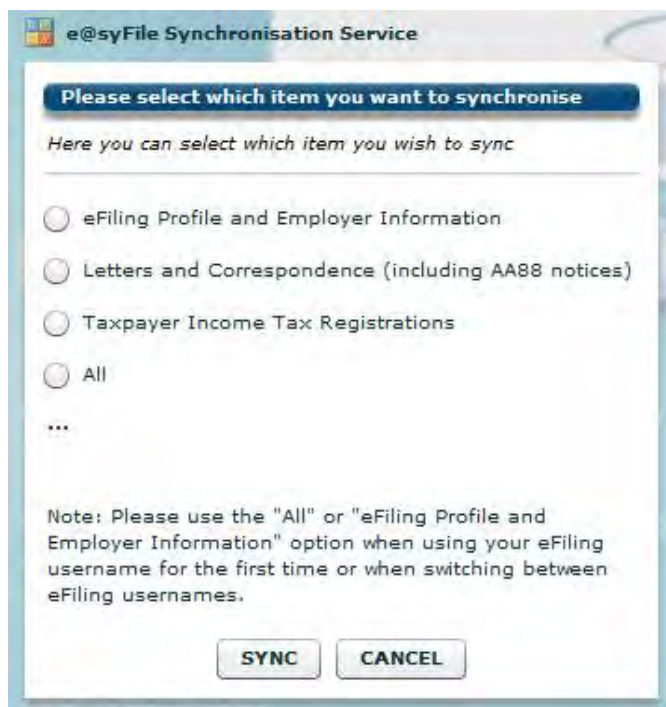 e@syFile Synchronisation Service
Please select which item you want to synchronise
Here you can select which item you wish to sync
eFiling Profile and Employer Information
Letters and Correspondence (including AA88 notices)
Taxpayer Income Tax Registrations
All
...
Note: Please use the "All" or "eFiling Profile and
Employer Information" option when using your eFiling
username for the first time or when switching between
eFiling usernames.
SYNC CANCEL